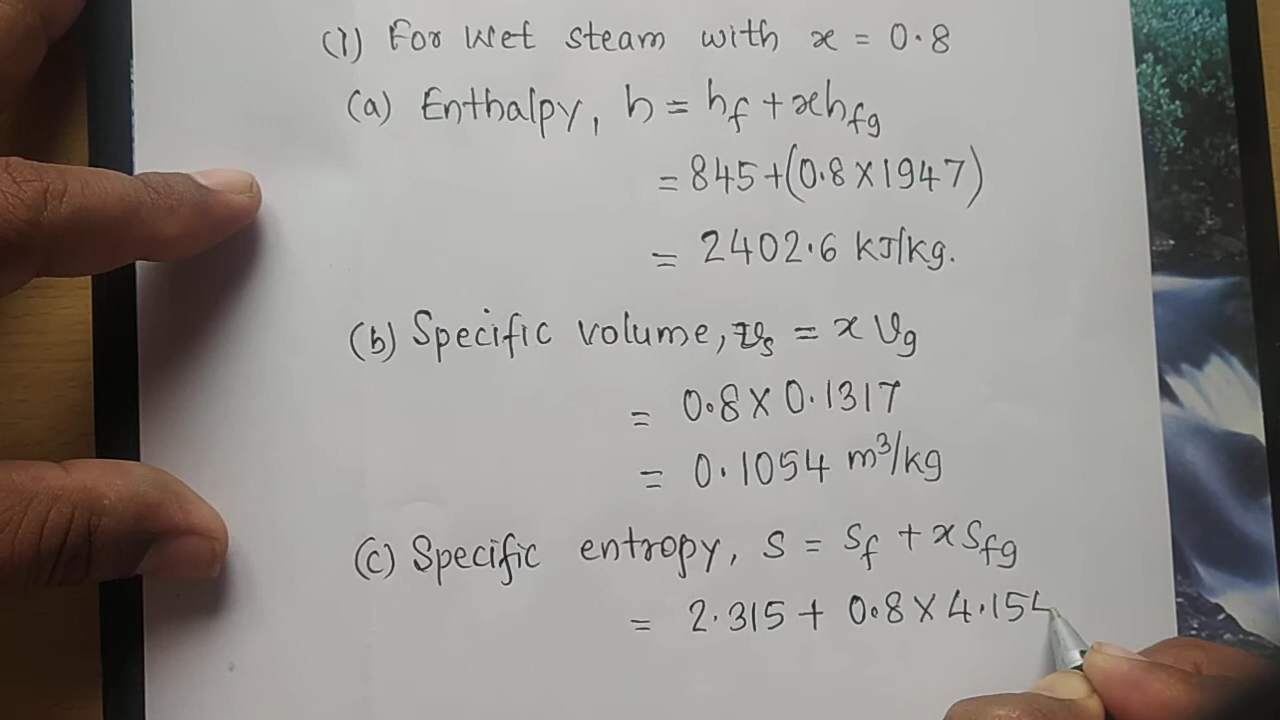 (1) For wet steam with x = 0.8
(a) Enthalpy, h = hf + xhfg
= 845 + (0.8 × 1947)
= 2402.6 kJ/kg.
(b) Specific volume, vs = x vg
= 0.8 × 0.1317
= 0.1054 m³/kg
(c) Specific entropy, s = sf + x sfg
= 2.315 + 0.8 × 4.154